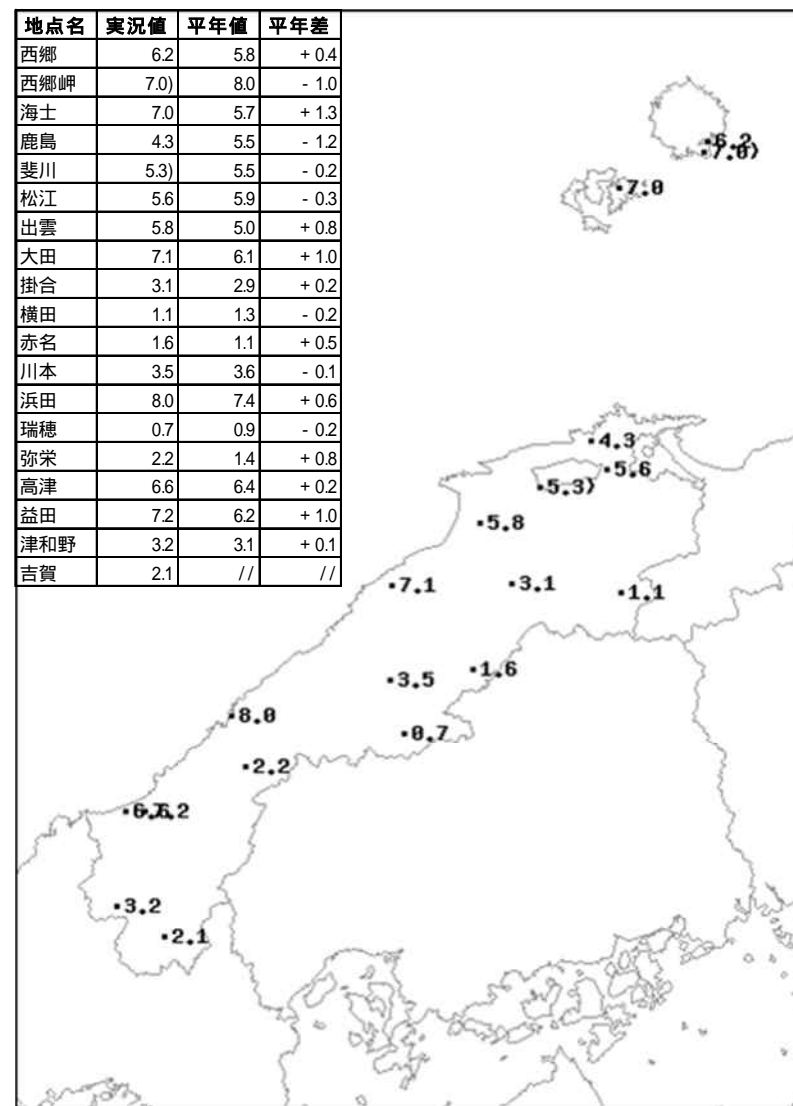 地点名 実況値 平年値 平年差
西郷 6.2 5.8 + 0.4
西郷岬 7.0) 8.0 - 1.0
海士 7.0 5.7 + 1.3
鹿島 4.3 5.5 - 1.2
斐川 5.3) 5.5 - 0.2
松江 5.6 5.9 - 0.3
出雲 5.8 5.0 + 0.8
大田 7.1 6.1 + 1.0
掛合 3.1 2.9 + 0.2
横田 1.1 1.3 - 0.2
赤名 1.6 1.1 + 0.5
川本 3.5 3.6 - 0.1
浜田 8.0 7.4 + 0.6
瑞穂 0.7 0.9 - 0.2
弥栄 2.2 1.4 + 0.8
高津 6.6 6.4 + 0.2
益田 7.2 6.2 + 1.0
津和野 3.2 3.1 + 0.1
吉賀 2.1 // //
6.2
7.0)
7.0
4.3
5.6
5.3)
5.8
7.1
3.1
1.1
1.6
3.5
8.0
0.7
2.2
3.2
2.1